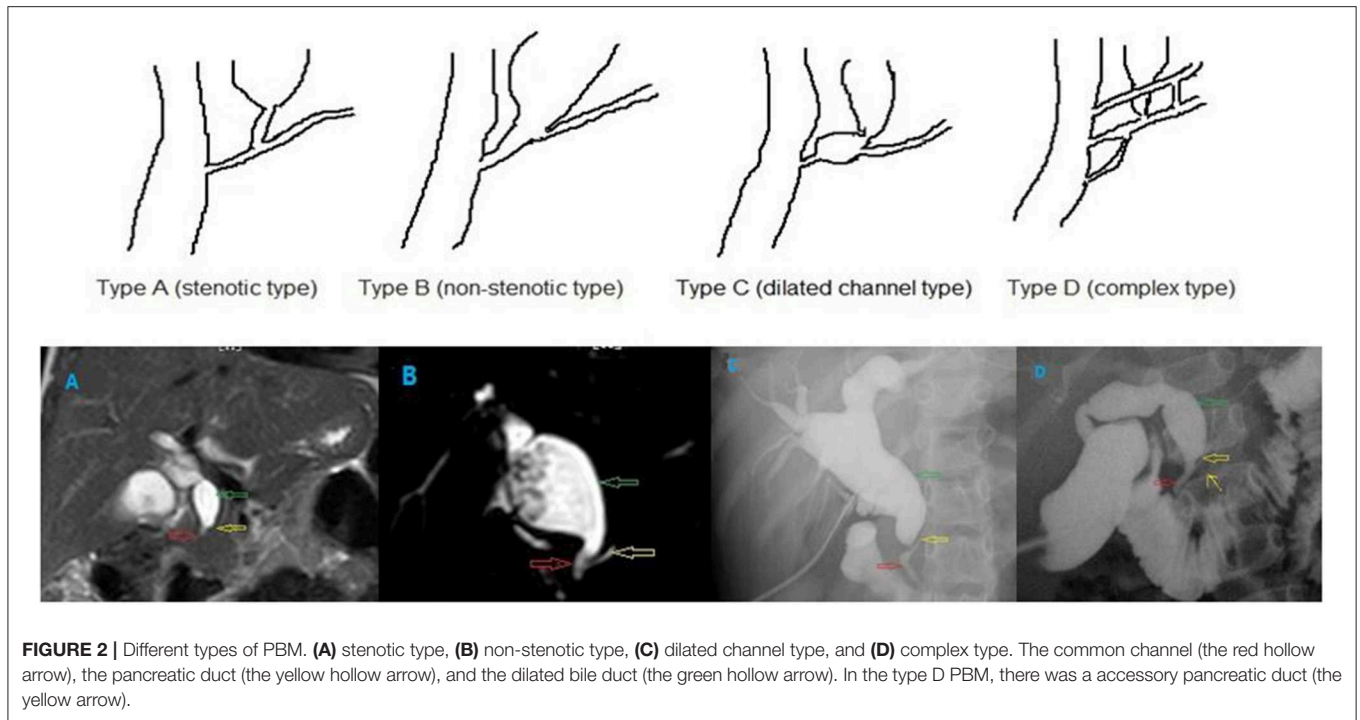 Type A (stenotic type)
Type B (non-stenotic type)
Type C (dilated channel type)
Type D (complex type)
A
B
C
D
FIGURE 2 | Different types of PBM. (A) stenotic type, (B) non-stenotic type, (C) dilated channel type, and (D) complex type. The common channel (the red hollow
arrow), the pancreatic duct (the yellow hollow arrow), and the dilated bile duct (the green hollow arrow). In the type D PBM, there was a accessory pancreatic duct (the
yellow arrow).